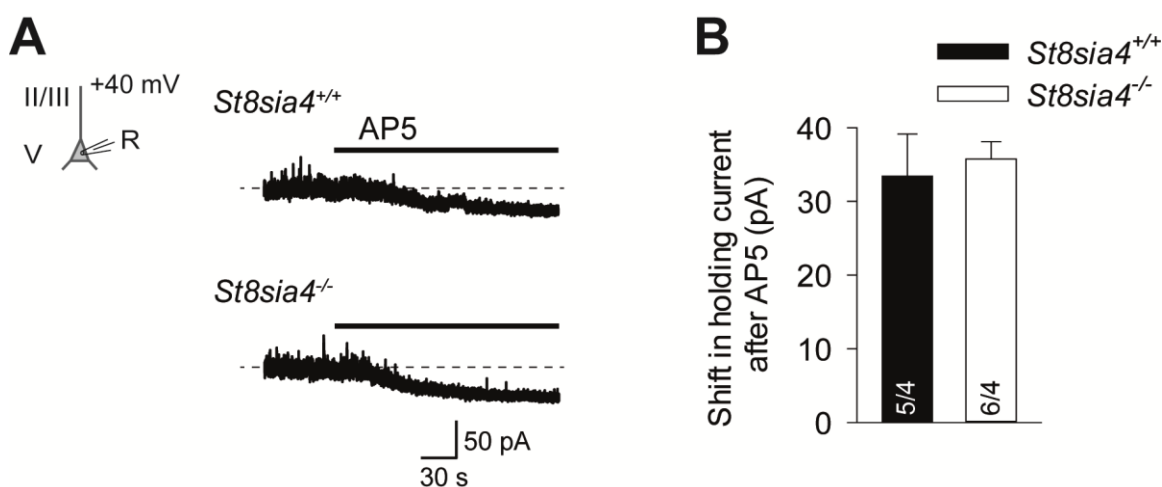 A
II/III
+40 mV
V
R
St8sia4+/+
AP5
St8sia4-/-
50 pA
30 s
B
St8sia4+/+
St8sia4-/-
Shift in holding current
after AP5 (pA)
40
30
20
10
0
5/4
6/4